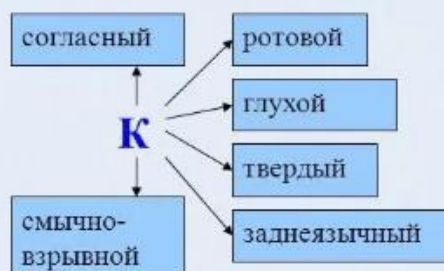 согласный
ротовой
глухой
К
твердый
смычно-
взрывной
заднеязычный